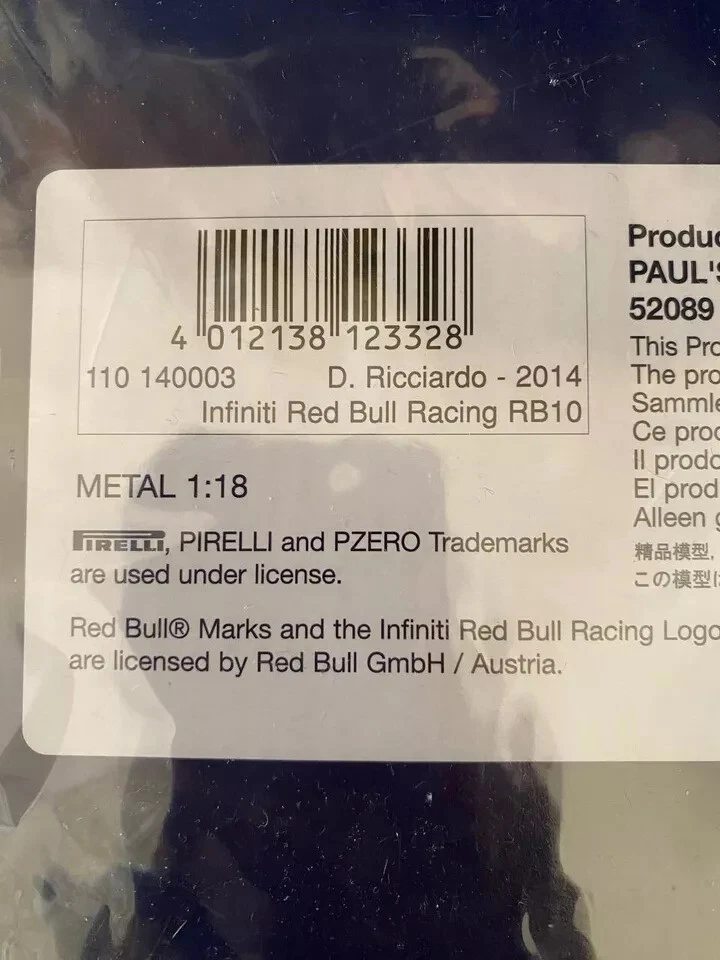 4 012138 123328
110 140003 D. Ricciardo - 2014
Infiniti Red Bull Racing RB10
METAL 1:18
PIRELLI, PIRELLI and PZERO Trademarks
are used under license.
Red Bull® Marks and the Infiniti Red Bull Racing Logo
are licensed by Red Bull GmbH / Austria.
Produc
PAUL'S
52089
This Pro
The pro
Sammle
Ce proc
Il prodo
El prod
Alleen g
精品模型,
この模型は